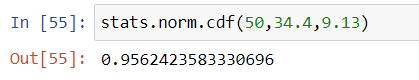 In [55]: stats.norm.cdf(50,34.4,9.13)
Out[55]: 0.9562423583330696